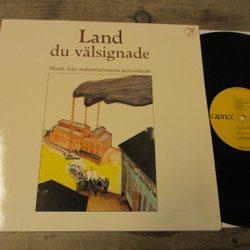 Land
du välsignade
Musik från industrialismens genombrott
caprice